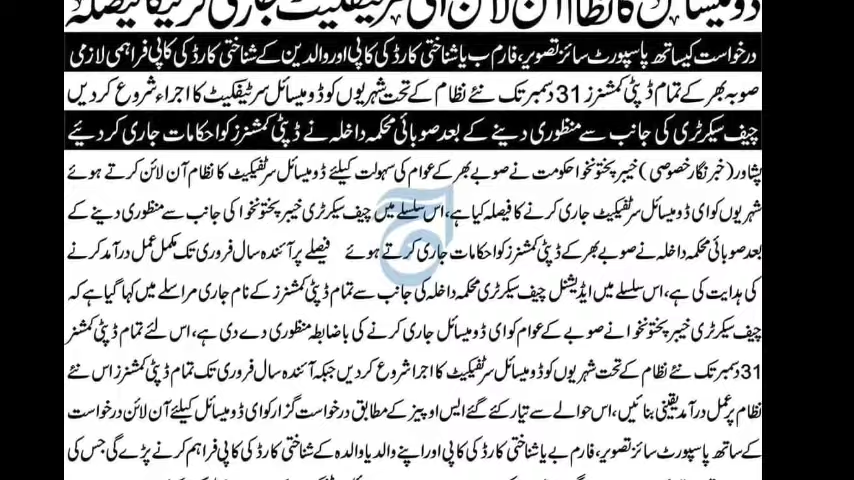 ڈومیسائل کا نظام آن لائن ای سرٹیفکیٹ جاری کرنیکا فیصلہ
درخواست کیساتھ پاسپورٹ سائز تصویر، فارم ب یا شناختی کارڈ کی کاپی اور والدین کے شناختی کارڈ کی کاپی فراہمی لازمی
صوبہ بھر کے تمام ڈپٹی کمشنرز 31 دسمبر تک نئے نظام کے تحت شہریوں کو ڈومیسائل سرٹیفکیٹ کا اجراء شروع کردیں
چیف سیکرٹری کی جانب سے منظوری دینے کے بعد صوبائی محکمہ داخلہ نے ڈپٹی کمشنرز کو احکامات جاری کر دیئے
پشاور (خبر نگار خصوصی) خیبر پختونخوا حکومت نے صوبے بھر کے عوام کی سہولت کیلئے ڈومیسائل سرٹیفکیٹ کا نظام آن لائن کرتے ہوئے
شہریوں کو ای ڈومیسائل سرٹیفکیٹ جاری کرنے کا فیصلہ کیا ہے، اس سلسلے میں چیف سیکرٹری خیبر پختونخوا کی جانب سے منظوری دینے کے
بعد صوبائی محکمہ داخلہ نے صوبے بھر کے ڈپٹی کمشنرز کو احکامات جاری کرتے ہوئے فیصلے پر آئندہ سال فروری تک مکمل عمل درآمد کرنے
کی ہدایت کی ہے، اس سلسلے میں ایڈیشنل چیف سیکرٹری محکمہ داخلہ کی جانب سے تمام ڈپٹی کمشنرز کے نام جاری مراسلے میں کہا گیا ہے کہ
چیف سیکرٹری خیبر پختونخوا نے صوبے کے عوام کو ای ڈومیسائل جاری کرنے کی باضابطہ منظوری دے دی ہے، اس لئے تمام ڈپٹی کمشنر
31 دسمبر تک نئے نظام کے تحت شہریوں کو ڈومیسائل سرٹیفکیٹ کا اجرا شروع کردیں جبکہ آئندہ سال فروری تک تمام ڈپٹی کمشنرز اس نئے
نظام پر عمل درآمد یقینی بنائیں، اس حوالے سے تیار کئے گئے ایس او پیز کے مطابق درخواست گزار کو ای ڈومیسائل کیلئے آن لائن درخواست
کے ساتھ پاسپورٹ سائز تصویر، فارم بے یا شناختی کارڈ کی کاپی اور اپنے والد یا والدہ کے شناختی کارڈ کی کاپی فراہم کرنے پڑے گی جس کی